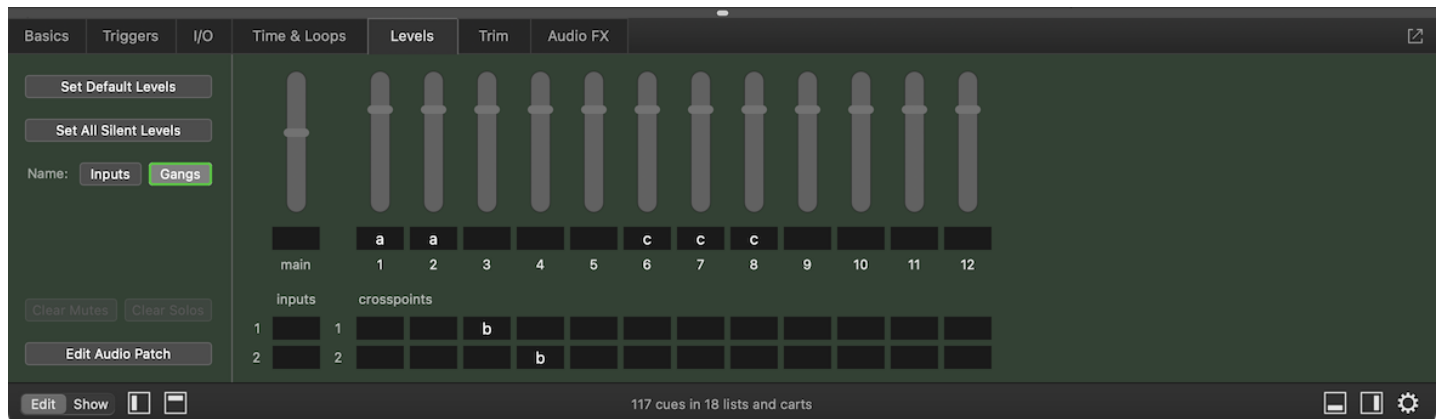 Basics Triggers I/O Time & Loops Levels Trim Audio FX
Set Default Levels
Set All Silent Levels
Name: Inputs Gangs
a a c c c
main 1 2 3 4 5 6 7 8 9 10 11 12
inputs crosspoints
Clear Mutes Clear Solos
1 1 b
Edit Audio Patch
2 2 b
Edit Show 117 cues in 18 lists and carts